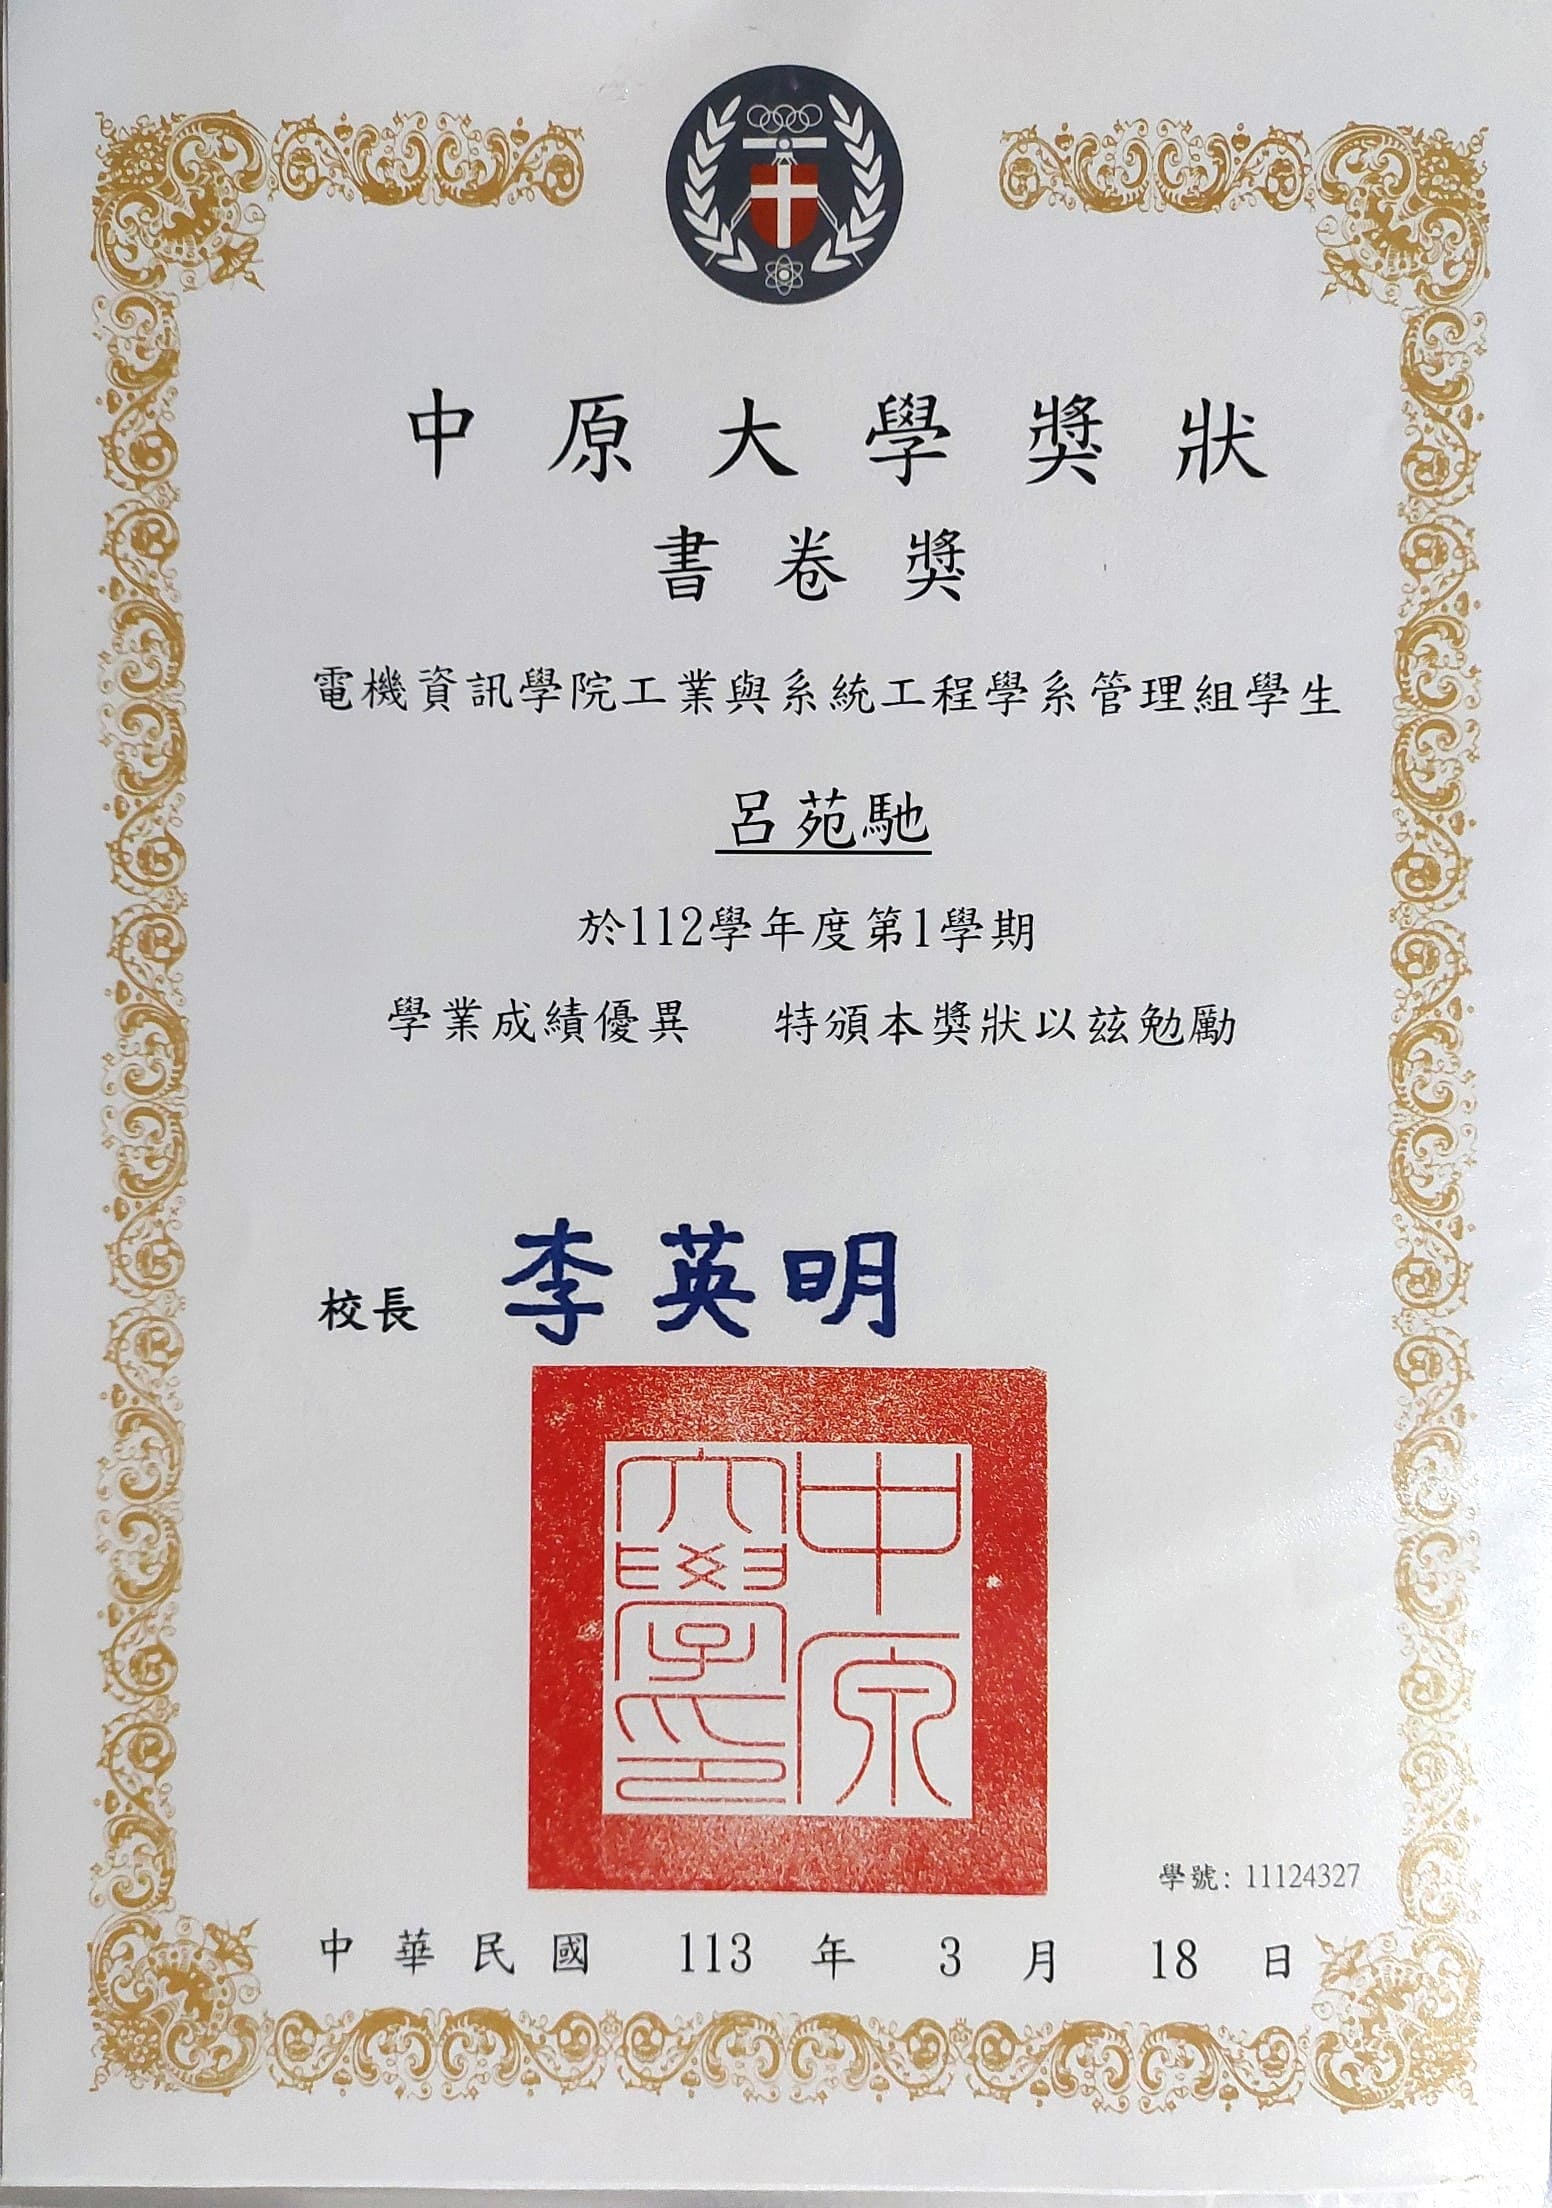 中原大學獎狀
書卷獎
電機資訊學院工業與系統工程學系管理組學生
呂苑馳
於112學年度第1學期
學業成績優異 特頒本獎狀以茲勉勵
校長 李英明
中原大學印
學號: 11124327
中華民國 113 年 3 月 18 日